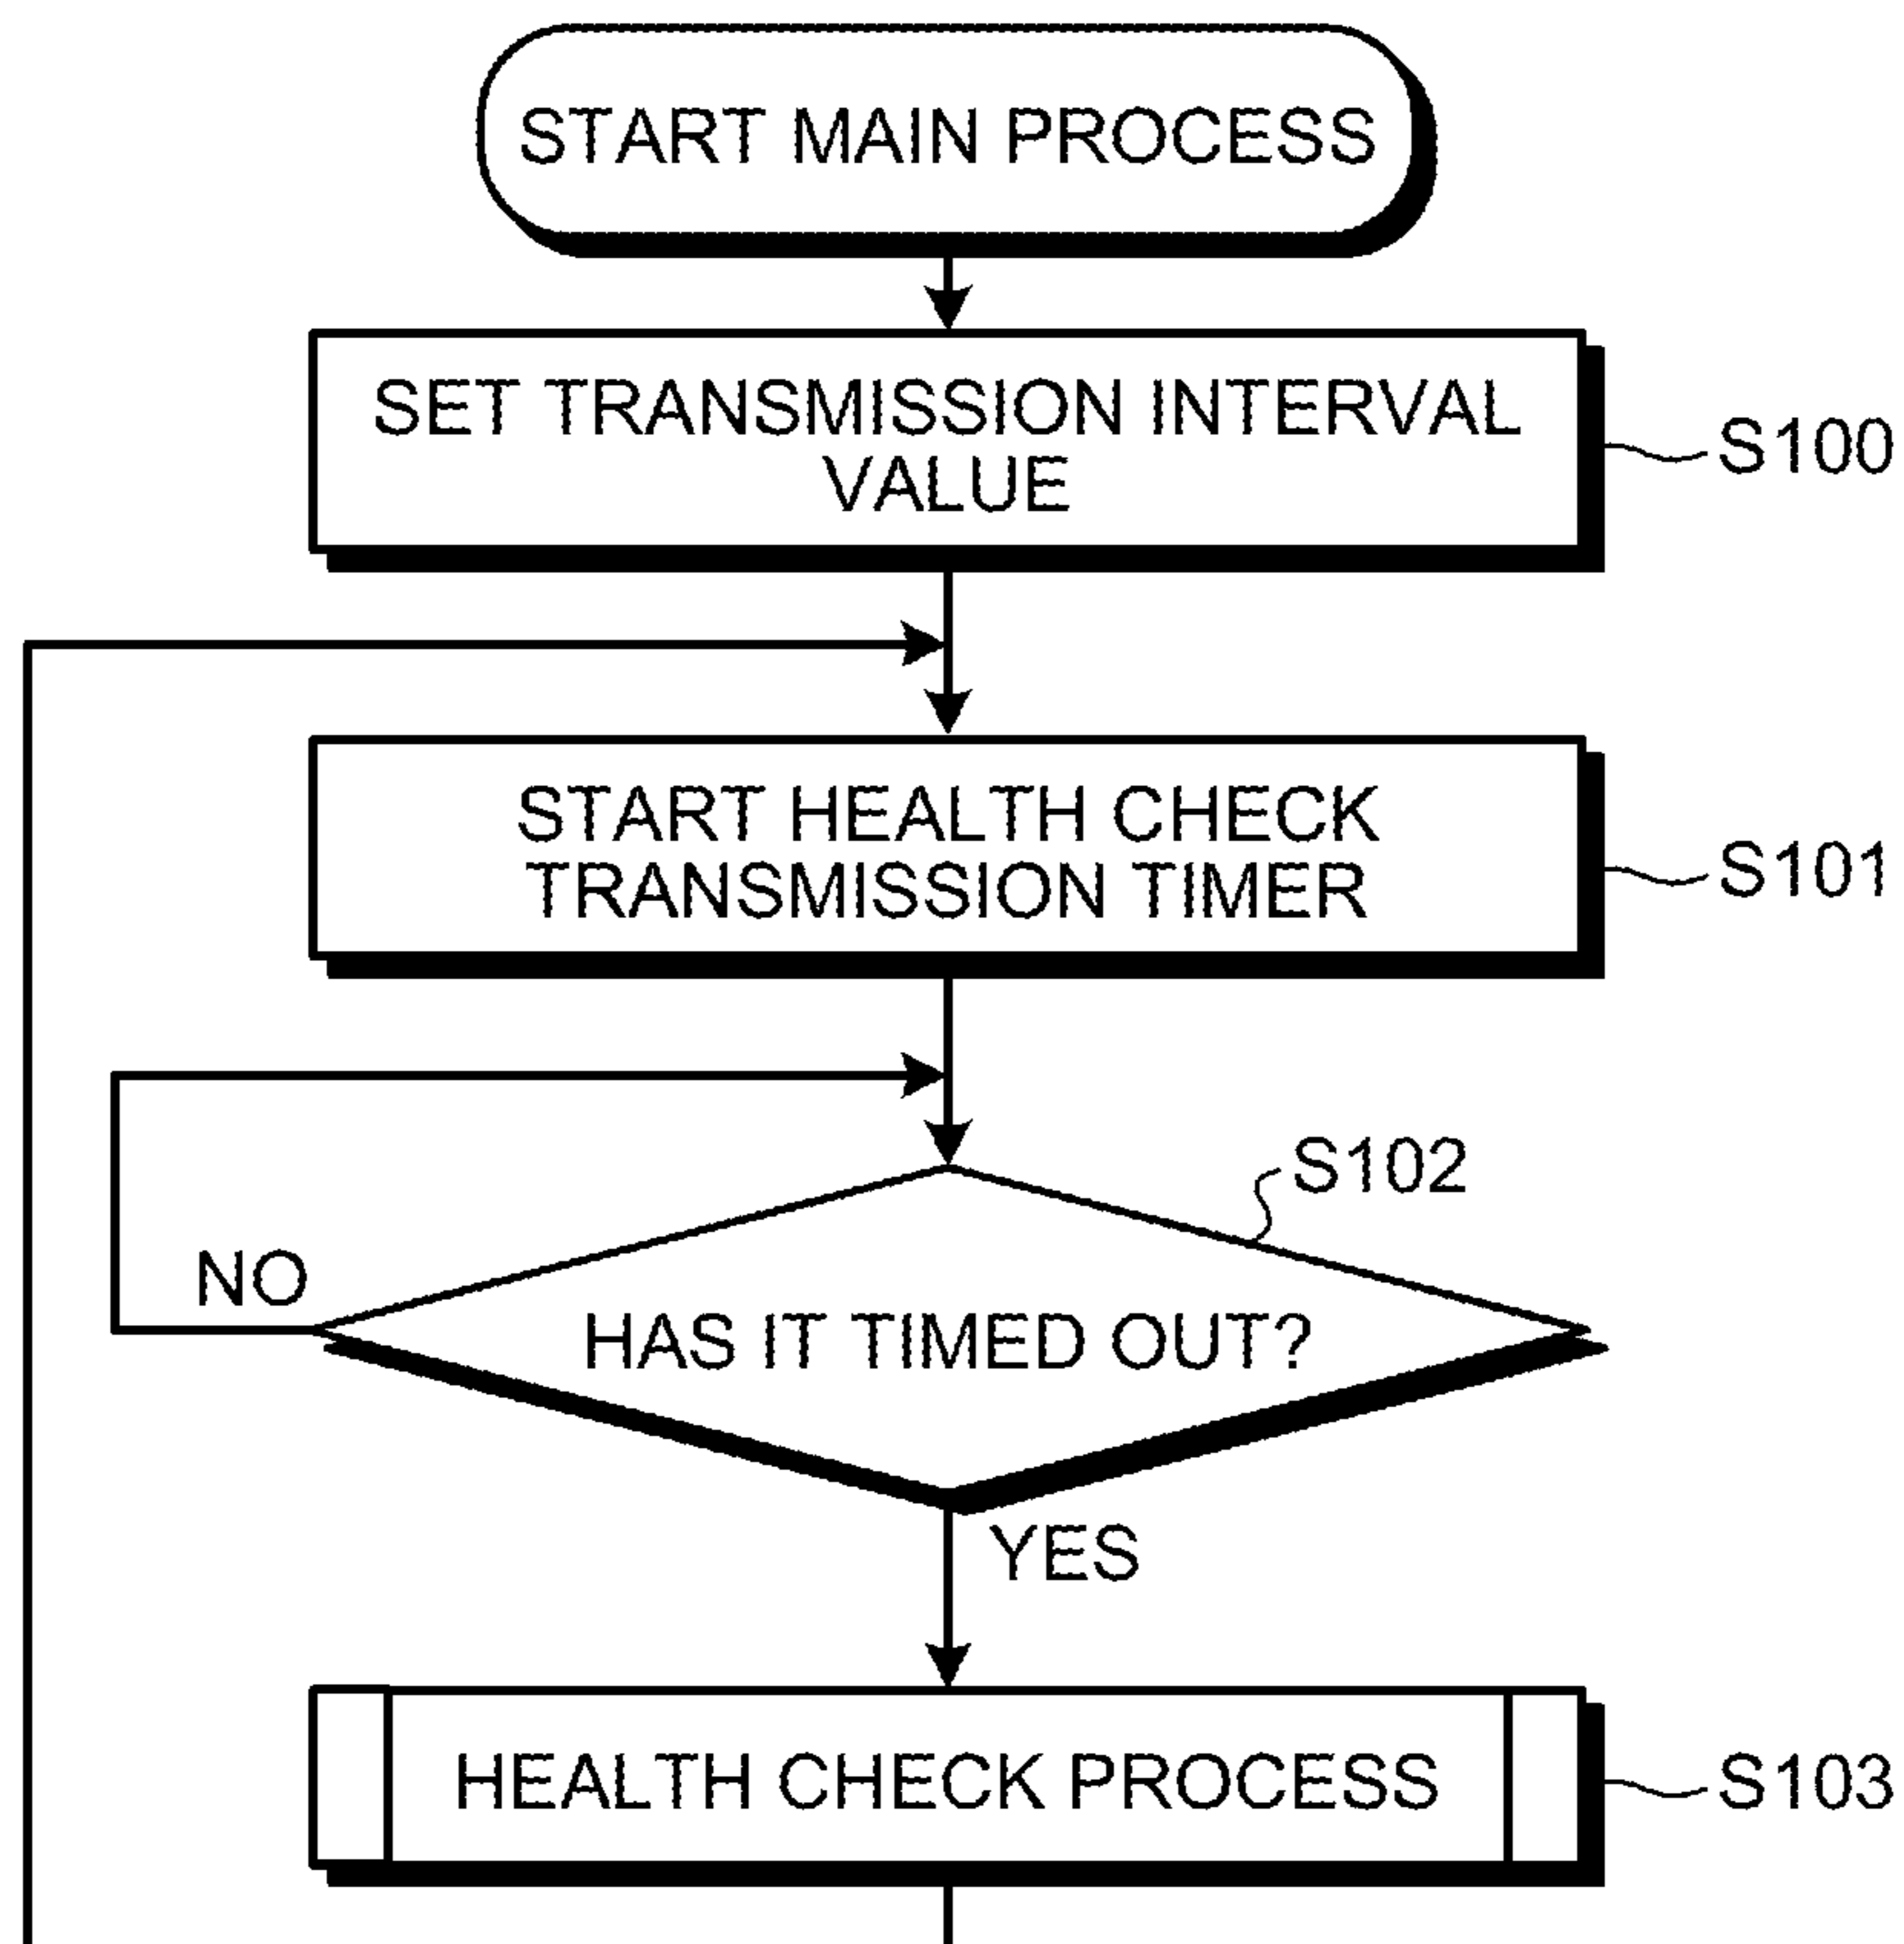 START MAIN PROCESS
SET TRANSMISSION INTERVAL
VALUE
S100
START HEALTH CHECK
TRANSMISSION TIMER
S101
S102
NO
HAS IT TIMED OUT?
YES
HEALTH CHECK PROCESS
S103